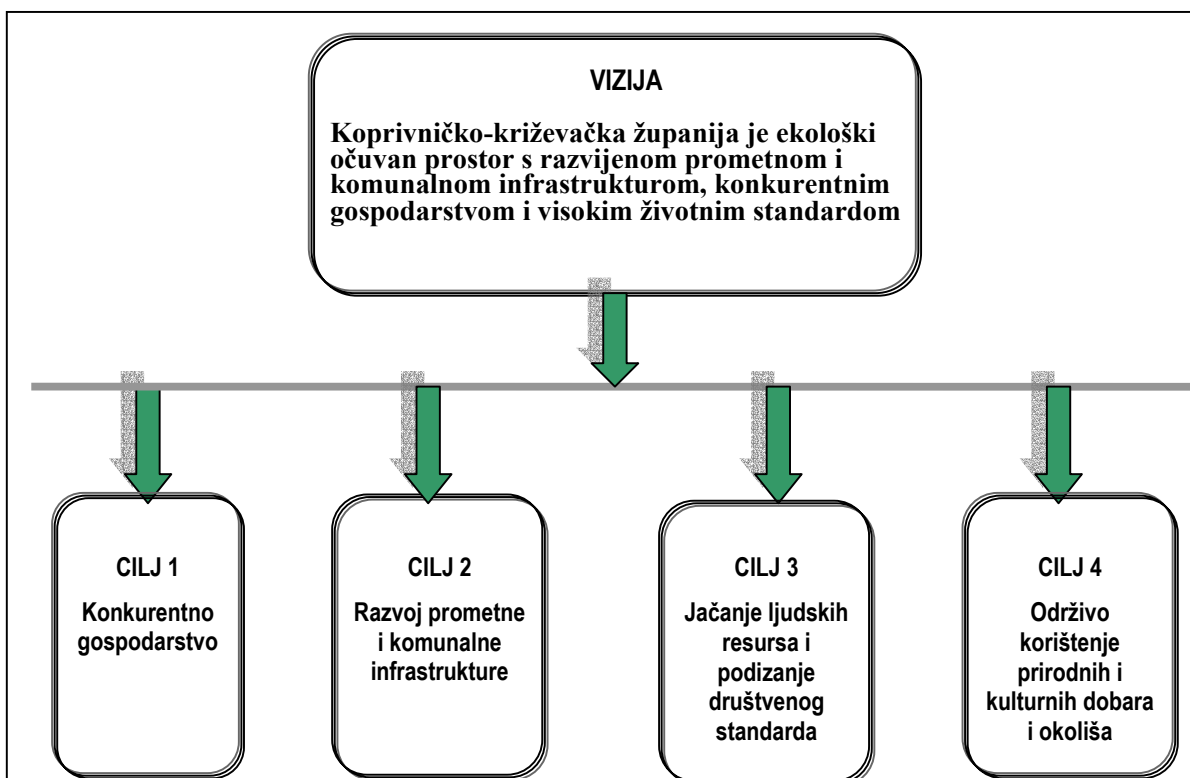 VIZIJA
Koprivničko-križevačka županija je ekološki
očuvan prostor s razvijenom prometnom i
komunalnom infrastrukturom, konkurentnim
gospodarstvom i visokim životnim standardom
CILJ 1
Konkurentno
gospodarstvo
CILJ 2
Razvoj prometne
i komunalne
infrastrukture
CILJ 3
Jačanje ljudskih
resursa i
podizanje
društvenog
standarda
CILJ 4
Održivo
korištenje
prirodnih i
kulturnih dobara
i okoliša